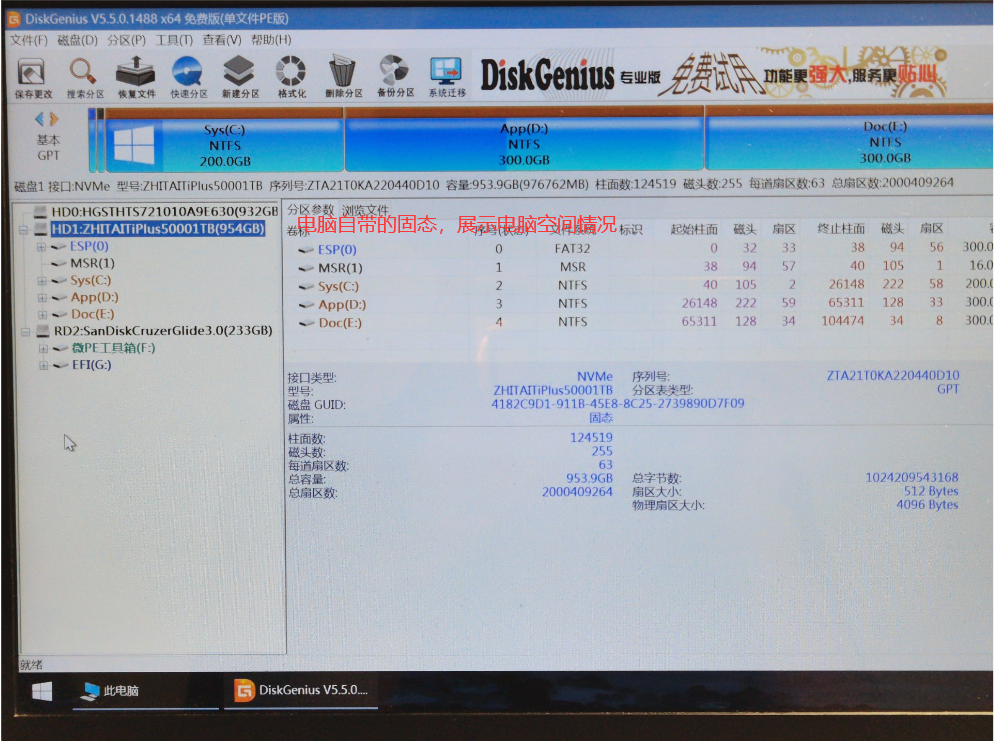 DiskGenius V5.5.0.1488 x64 免费版(单文件PE版)
文件(F) 磁盘(D) 分区(P) 工具(T) 查看(V) 帮助(H)
保存更改 搜索分区 恢复文件 快速分区 新建分区 格式化 删除分区 备份分区 系统迁移
DiskGenius 专业版 免费试用 功能更强大,服务更贴心
基本
GPT
Sys(C:)
NTFS
200.0GB
App(D:)
NTFS
300.0GB
Doc(E:)
NTFS
300.0GB
磁盘1 接口:NVMe 型号:ZHITAITiPlus50001TB 序列号:ZTA21T0KA220440D10 容量:953.9GB(976762MB) 柱面数:124519 磁头数:255 每道扇区数:63 总扇区数:2000409264
HD0:HGSTHTS721010A9E630(932GB
HD1:ZHITAITiPlus50001TB(954GB)
ESP(0)
MSR(1)
Sys(C:)
App(D:)
Doc(E:)
RD2:SanDiskCruzerGlide3.0(233GB)
微PE工具箱(F:)
EFI(G:)
分区参数 浏览文件
电脑自带的固态，展示电脑空间情况
卷标 序号(状态) 文件系统 标识 起始柱面 磁头 扇区 终止柱面 磁头 扇区
ESP(0) 0 FAT32 0 32 33 38 94 56 300.0
MSR(1) 1 MSR 38 94 57 40 105 1 16.0
Sys(C:) 2 NTFS 40 105 2 26148 222 58 200.0
App(D:) 3 NTFS 26148 222 59 65311 128 33 300.0
Doc(E:) 4 NTFS 65311 128 34 104474 34 8 300.0
接口类型: NVMe 序列号: ZTA21T0KA220440D10
型号: ZHITAITiPlus50001TB 分区表类型: GPT
磁盘 GUID: 4182C9D1-911B-45E8-8C25-2739890D7F09
属性: 固态
柱面数: 124519
磁头数: 255
每道扇区数: 63
总容量: 953.9GB 总字节数: 1024209543168
总扇区数: 2000409264 扇区大小: 512 Bytes
物理扇区大小: 4096 Bytes
就绪
此电脑 DiskGenius V5.5.0....